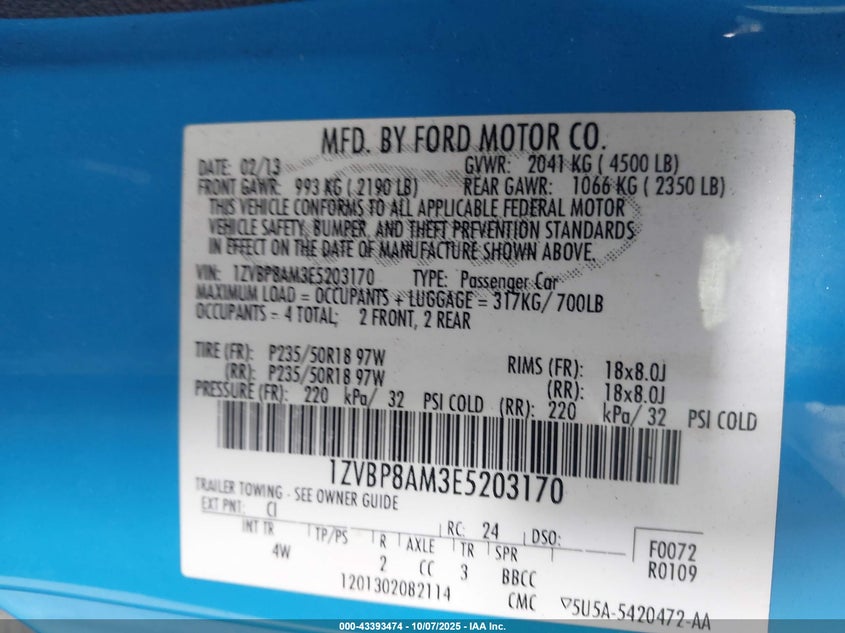 MFD. BY FORD MOTOR CO.
DATE: 02/13 GVWR: 2041 KG ( 4500 LB)
FRONT GAWR: 993 KG ( 2190 LB) REAR GAWR: 1066 KG ( 2350 LB)
THIS VEHICLE CONFORMS TO ALL APPLICABLE FEDERAL MOTOR
VEHICLE SAFETY, BUMPER, AND THEFT PREVENTION STANDARDS
IN EFFECT ON THE DATE OF MANUFACTURE SHOWN ABOVE.
VIN: 1ZVBP8AM3E5203170 TYPE: Passenger Car
MAXIMUM LOAD = OCCUPANTS + LUGGAGE = 317KG/ 700LB
OCCUPANTS = 4 TOTAL; 2 FRONT, 2 REAR
TIRE (FR): P235/50R18 97W RIMS (FR): 18x8.0J
(RR): P235/50R18 97W (RR): 18x8.0J
PRESSURE (FR): 220 kPa/ 32 PSI COLD (RR): 220 kPa/ 32 PSI COLD
1ZVBP8AM3E5203170
TRAILER TOWING - SEE OWNER GUIDE
EXT PNT: CI RC: 24 DSO: F0072
INT TR TP/PS R AXLE TR SPR R0109
4W 2 CC 3 BBCC
1201302082114 CMC ▽5U5A-5420472-AA
000-43393474 - 10/07/2025 - IAA Inc.